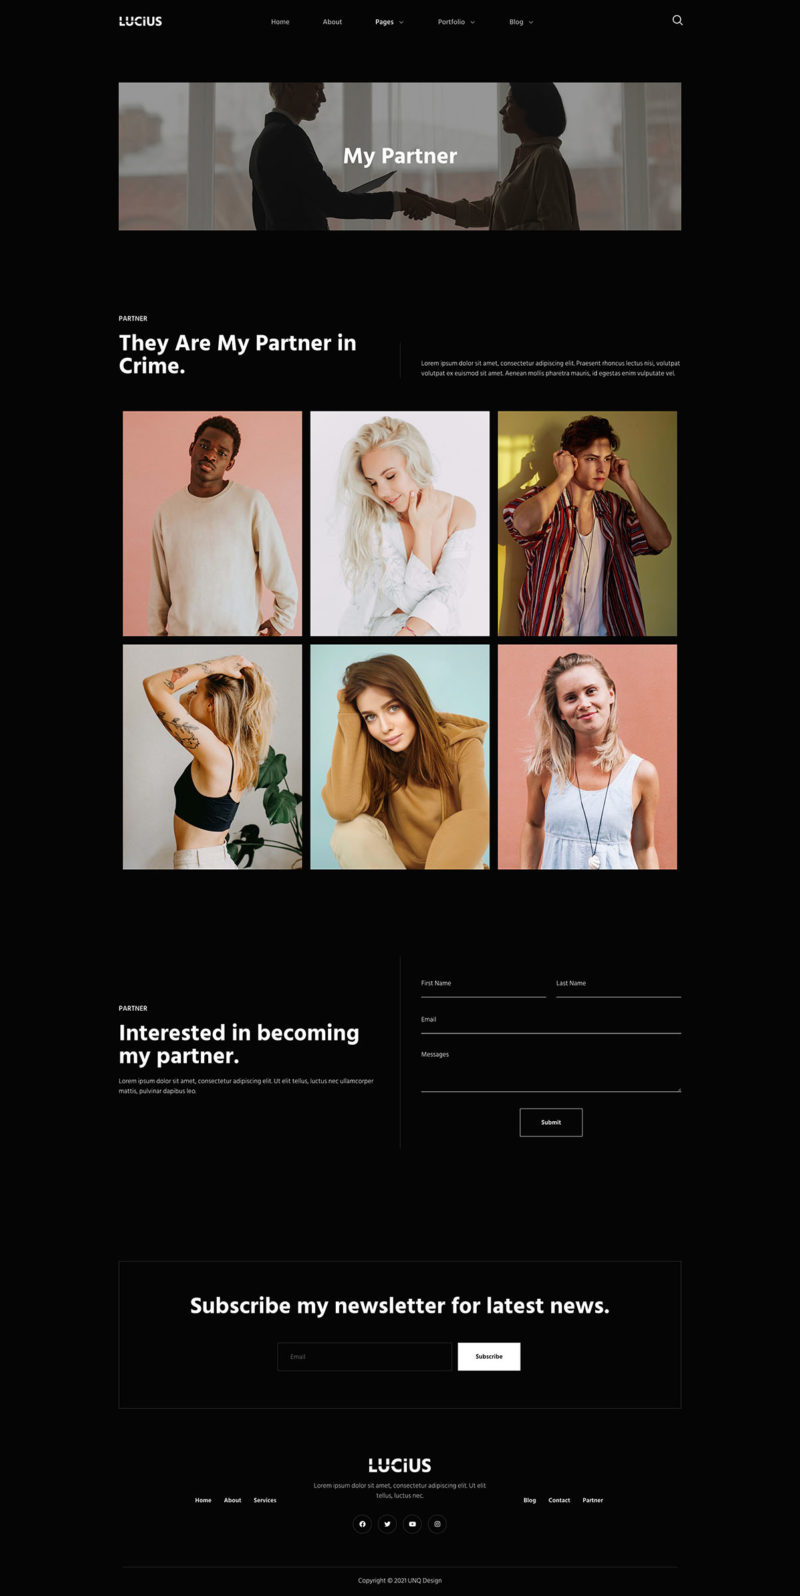 LUCiUS
Home About Pages Portfolio Blog
My Partner
PARTNER
They Are My Partner in
Crime.
Lorem ipsum dolor sit amet, consectetur adipiscing elit. Praesent rhoncus lectus nisi, volutpat
volutpat ex euismod sit amet. Aenean mollis pharetra mauris, id egestas enim vulputate vel.
PARTNER
Interested in becoming
my partner.
Lorem ipsum dolor sit amet, consectetur adipiscing elit. Ut elit tellus, luctus nec ullamcorper
mattis, pulvinar dapibus leo.
First Name Last Name
Email
Messages
Submit
Subscribe my newsletter for latest news.
Email Subscribe
LUCiUS
Lorem ipsum dolor sit amet, consectetur adipiscing elit. Ut elit
tellus, luctus nec.
Home About Services
Blog Contact Partner
Copyright © 2021 UNQ Design